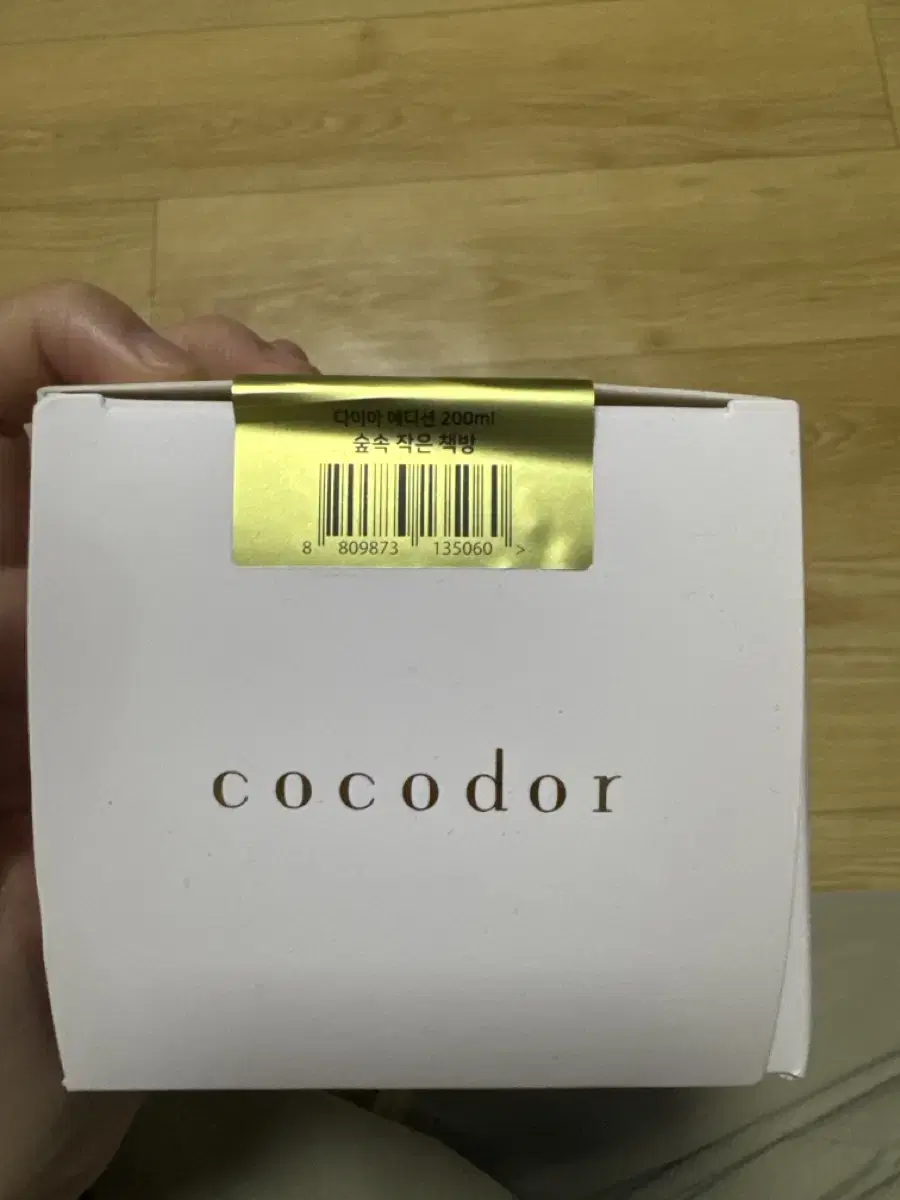 다이아 에디션 200ml
숲속 작은 책방
8 809873 135060 >
cocodor